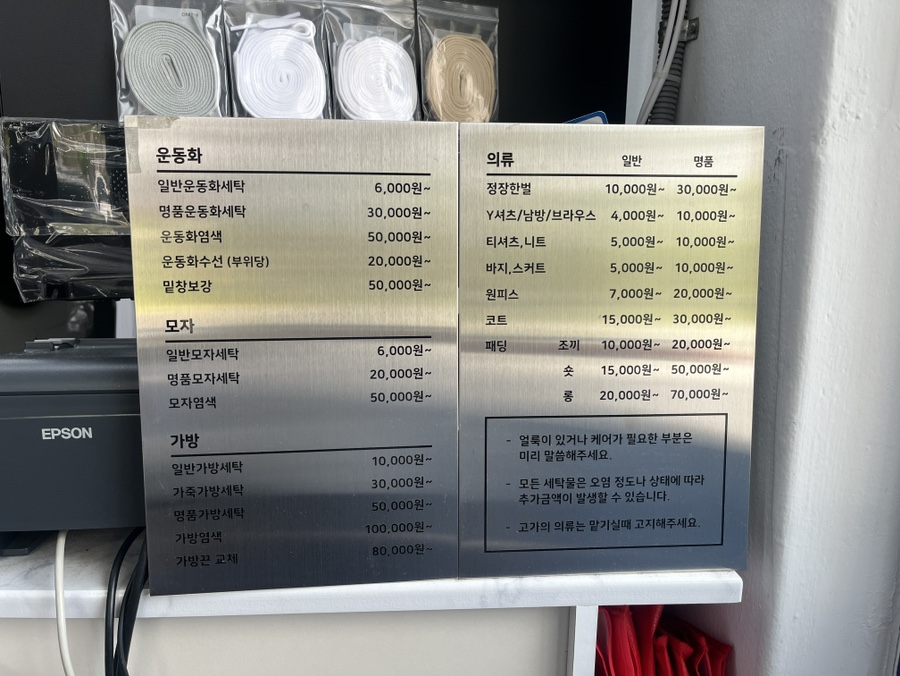 운동화
일반운동화세탁 6,000원~
명품운동화세탁 30,000원~
운동화염색 50,000원~
운동화수선 (부위당) 20,000원~
밑창보강 50,000원~
모자
일반모자세탁 6,000원~
명품모자세탁 20,000원~
모자염색 50,000원~
가방
일반가방세탁 10,000원~
가죽가방세탁 30,000원~
명품가방세탁 50,000원~
가방염색 100,000원~
가방끈 교체 80,000원~
의류 일반 명품
정장한벌 10,000원~ 30,000원~
Y셔츠/남방/브라우스 4,000원~ 10,000원~
티셔츠,니트 5,000원~ 10,000원~
바지,스커트 5,000원~ 10,000원~
원피스 7,000원~ 20,000원~
코트 15,000원~ 30,000원~
패딩 조끼 10,000원~ 20,000원~
숏 15,000원~ 50,000원~
롱 20,000원~ 70,000원~
- 얼룩이 있거나 케어가 필요한 부분은
미리 말씀해주세요.
- 모든 세탁물은 오염 정도나 상태에 따라
추가금액이 발생할 수 있습니다.
- 고가의 의류는 맡기실때 고지해주세요.
EPSON